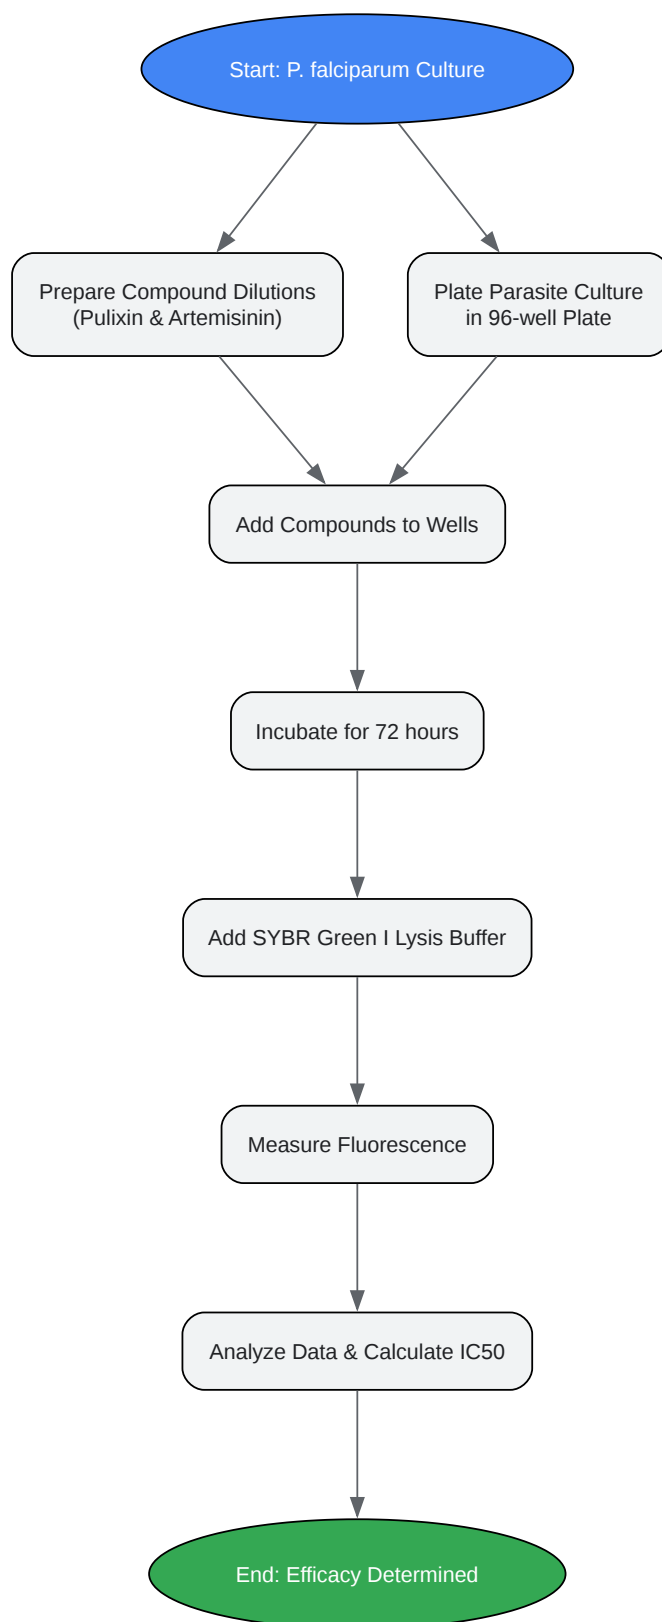 Start: P. falciparum Culture
Prepare Compound Dilutions
(Pulixin & Artemisinin)
Plate Parasite Culture
in 96-well Plate
Add Compounds to Wells
Incubate for 72 hours
Add SYBR Green I Lysis Buffer
Measure Fluorescence
Analyze Data & Calculate IC50
End: Efficacy Determined